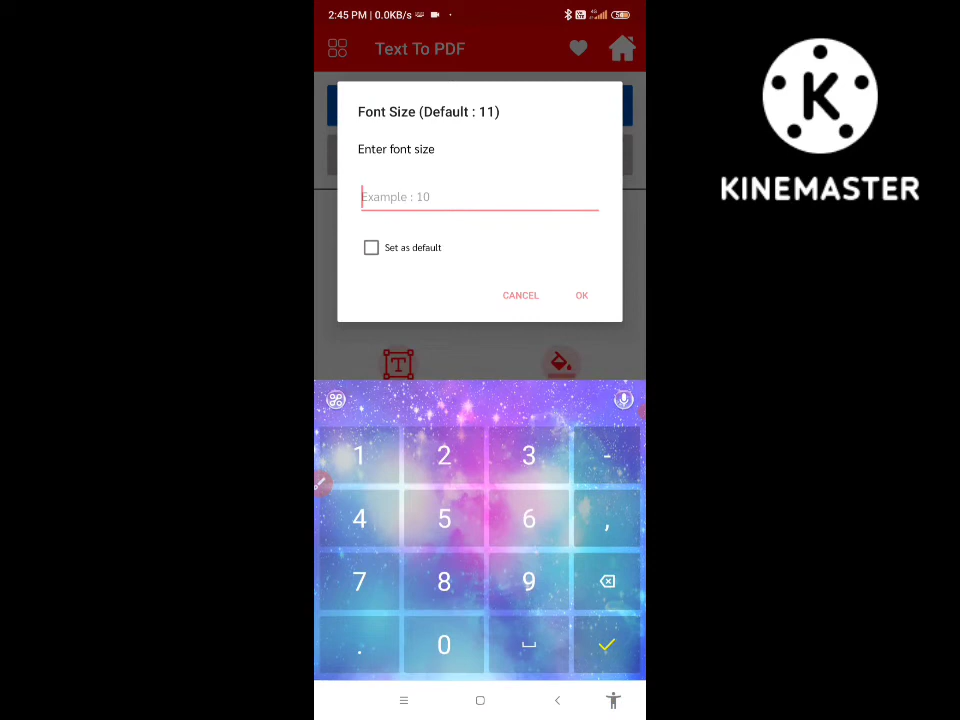 2:45 PM | 0.0KB/s
Text To PDF
Font Size (Default : 11)
Enter font size
Example : 10
Set as default
CANCEL OK
1 2 3 -
4 5 6 ,
7 8 9
. 0
K
KINEMASTER